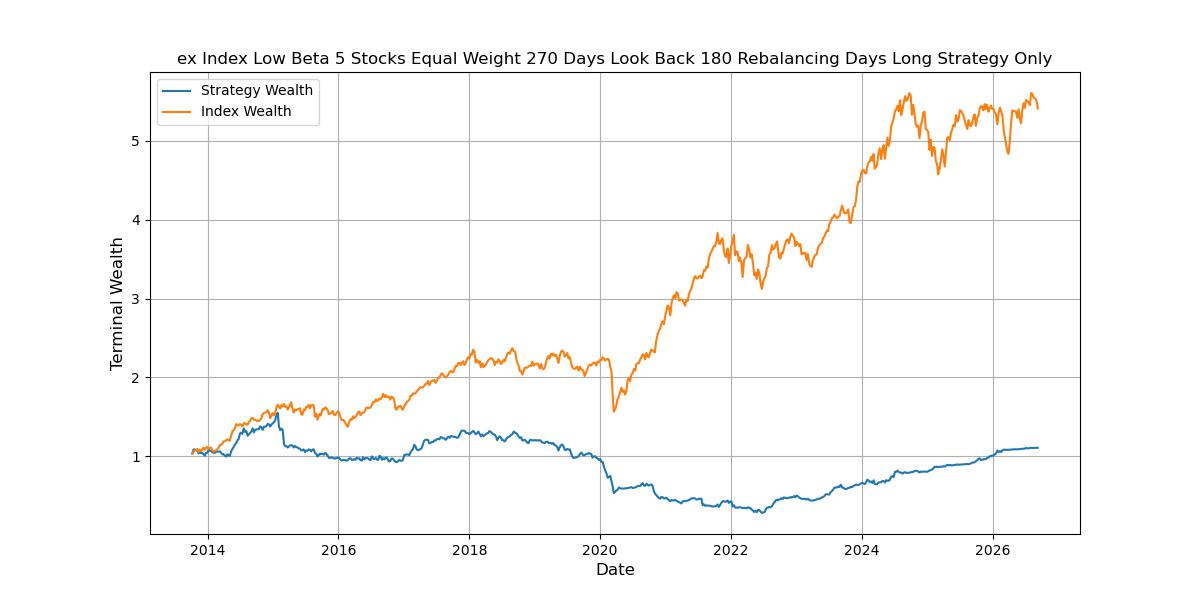 ex Index Low Beta 5 Stocks Equal Weight 270 Days Look Back 180 Rebalancing Days Long Strategy Only
Strategy Wealth
Index Wealth
Terminal Wealth
5
4
3
2
1
2014 2016 2018 2020 2022 2024 2026
Date